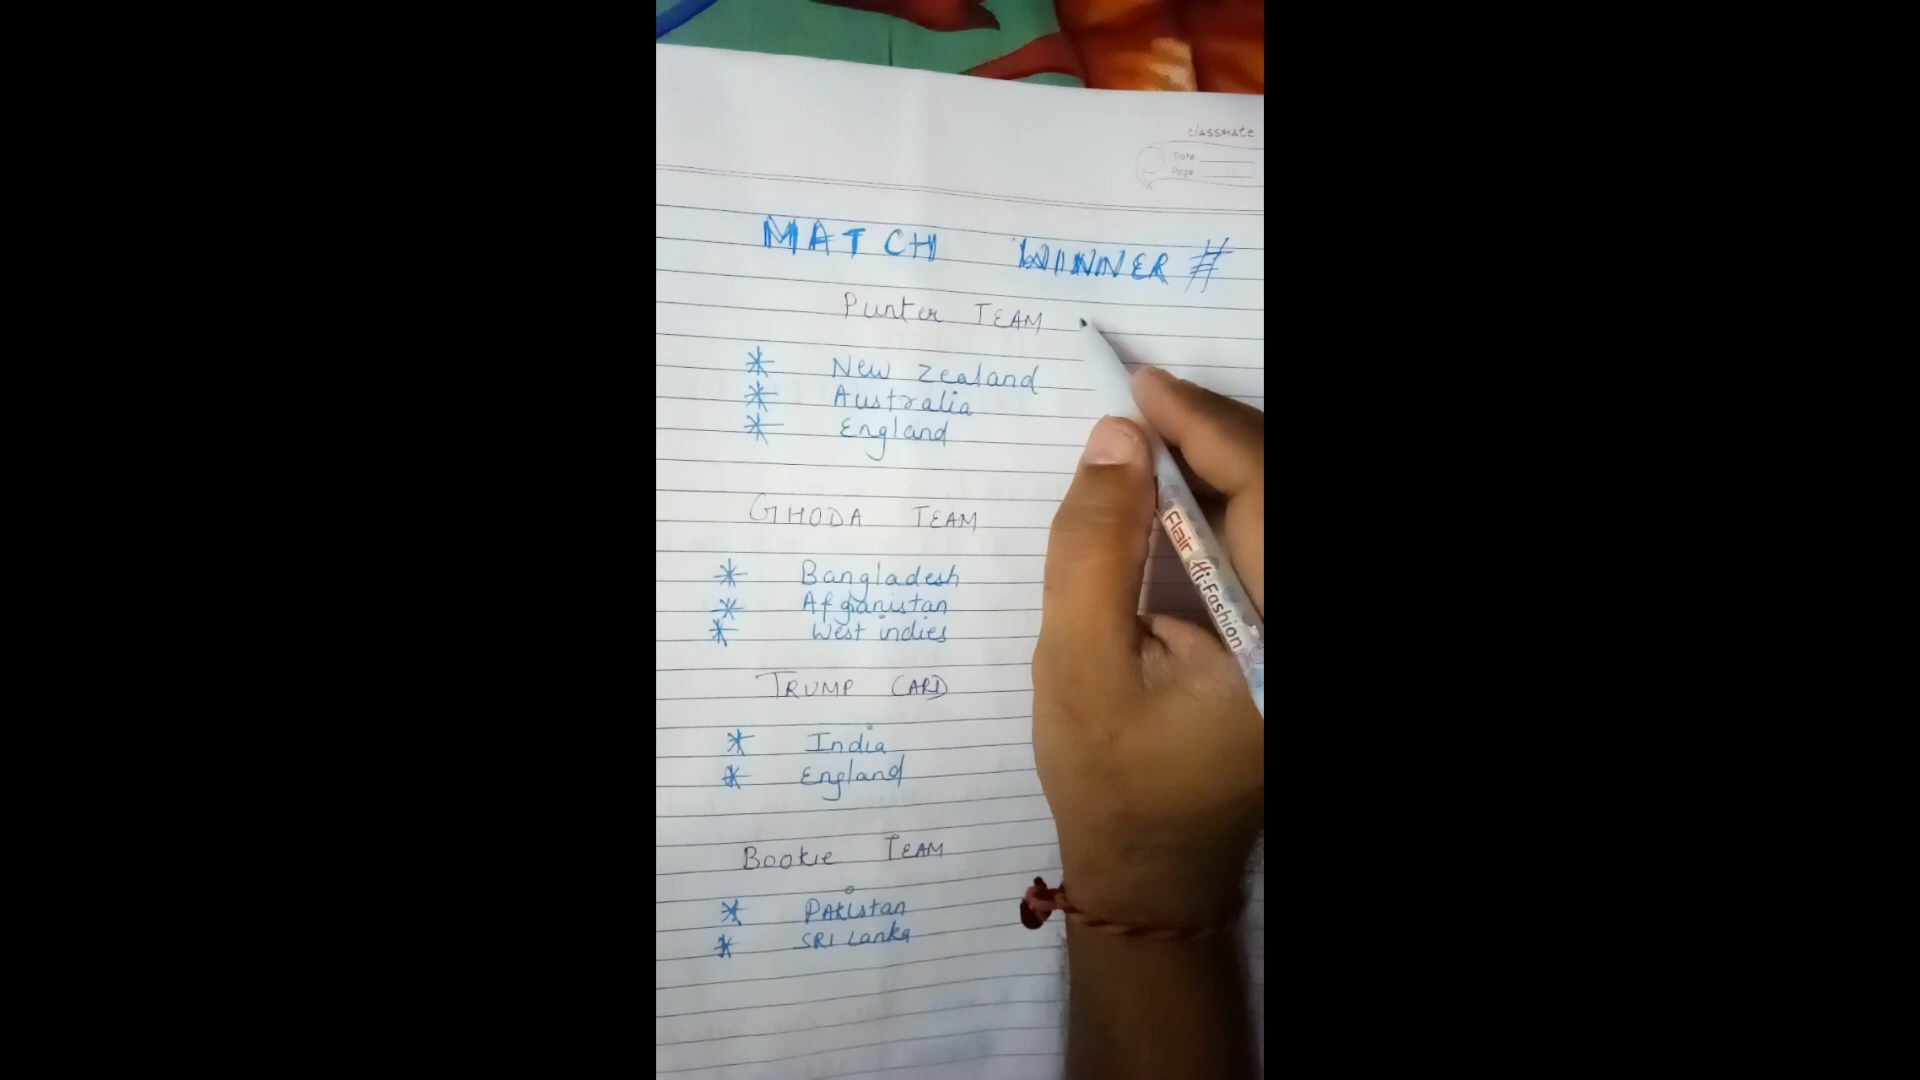 classmate
Date
Page
MATCH WINNER #
Punter TEAM
* New Zealand
* Australia
* England
GHODA TEAM
* Bangladesh
* Afganistan
* West indies
TRUMP CARD
* India
* England
Bookie TEAM
* PAKistan
* SRI Lanka
Flair Hi-Fashion